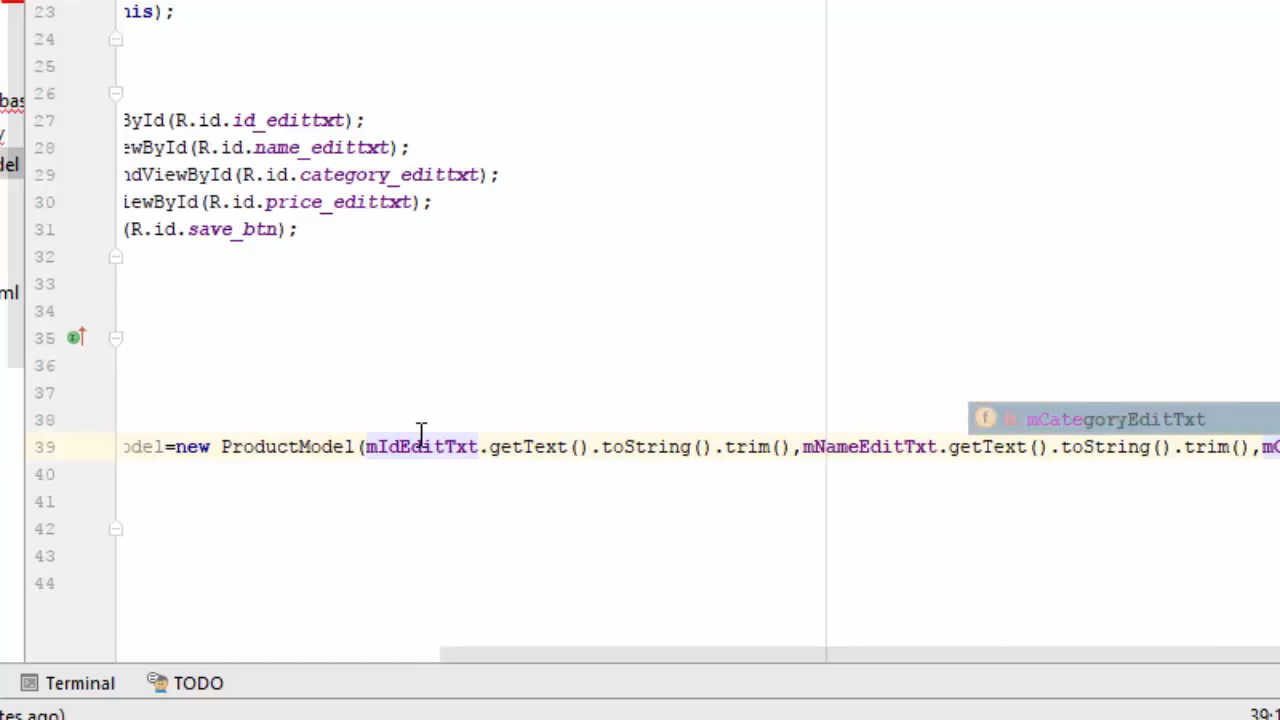 23 his);
24
25
26
27 ById(R.id.id_edittxt);
28 ewById(R.id.name_edittxt);
29 ndViewById(R.id.category_edittxt);
30 iewById(R.id.price_edittxt);
31 (R.id.save_btn);
32
33
34
35
36
37
38
mCategoryEditTxt
39 odel=new ProductModel(mIdEditTxt.getText().toString().trim(),mNameEditTxt.getText().toString().trim(),mC
40
41
42
43
44
Terminal TODO
tes ago) 39:1